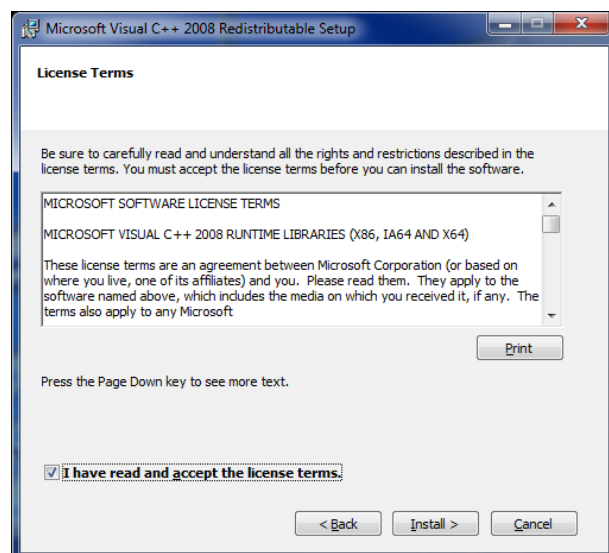 Microsoft Visual C++ 2008 Redistributable Setup
License Terms
Be sure to carefully read and understand all the rights and restrictions described in the
license terms. You must accept the license terms before you can install the software.
MICROSOFT SOFTWARE LICENSE TERMS
MICROSOFT VISUAL C++ 2008 RUNTIME LIBRARIES (X86, IA64 AND X64)
These license terms are an agreement between Microsoft Corporation (or based on
where you live, one of its affiliates) and you.  Please read them.  They apply to the
software named above, which includes the media on which you received it, if any.  The
terms also apply to any Microsoft
Print
Press the Page Down key to see more text.
I have read and accept the license terms.
< Back
Install >
Cancel